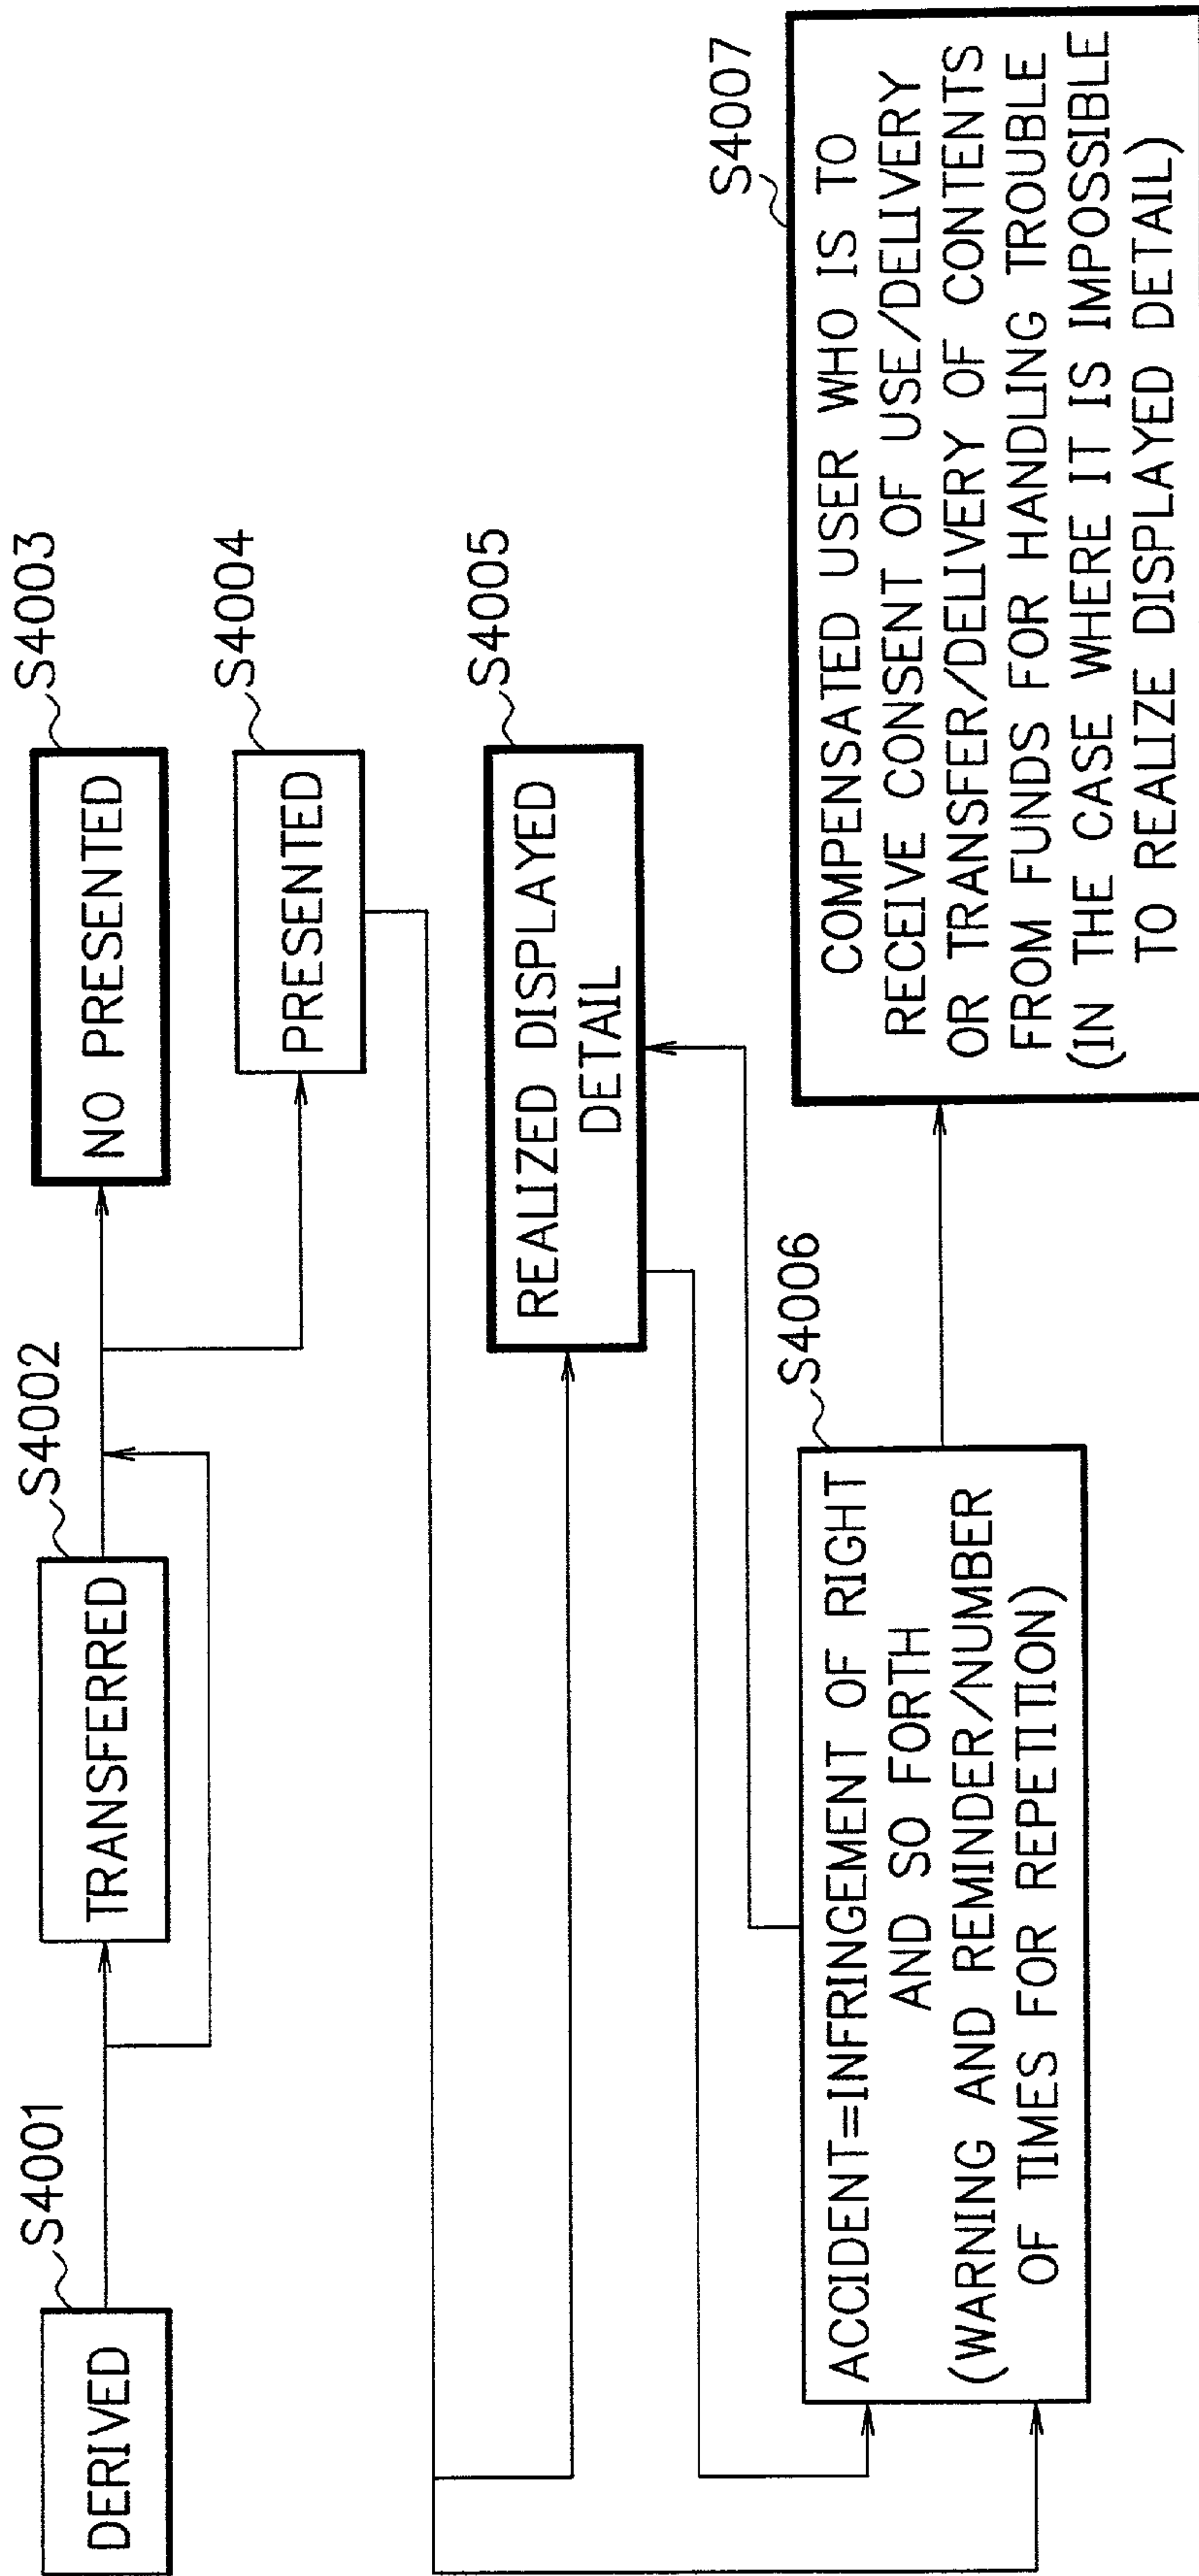 S4001
DERIVED
S4002
TRANSFERRED
S4003
NO PRESENTED
S4004
PRESENTED
S4005
REALIZED DISPLAYED
DETAIL
S4006
ACCIDENT=INFRINGEMENT OF RIGHT
AND SO FORTH
(WARNING AND REMINDER/NUMBER
OF TIMES FOR REPETITION)
S4007
COMPENSATED USER WHO IS TO
RECEIVE CONSENT OF USE/DELIVERY
OR TRANSFER/DELIVERY OF CONTENTS
FROM FUNDS FOR HANDLING TROUBLE
(IN THE CASE WHERE IT IS IMPOSSIBLE
TO REALIZE DISPLAYED DETAIL)